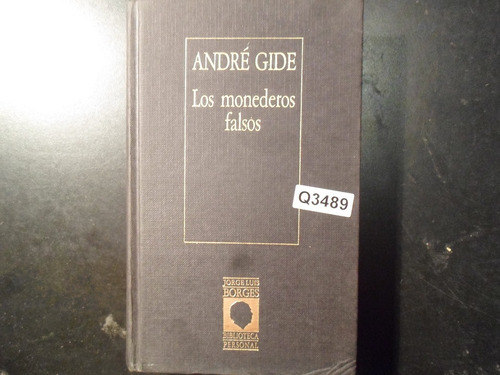 ANDRÉ GIDE
Los monederos
falsos
Q3489
JORGE LUIS
BORGES
BIBLIOTECA
PERSONAL